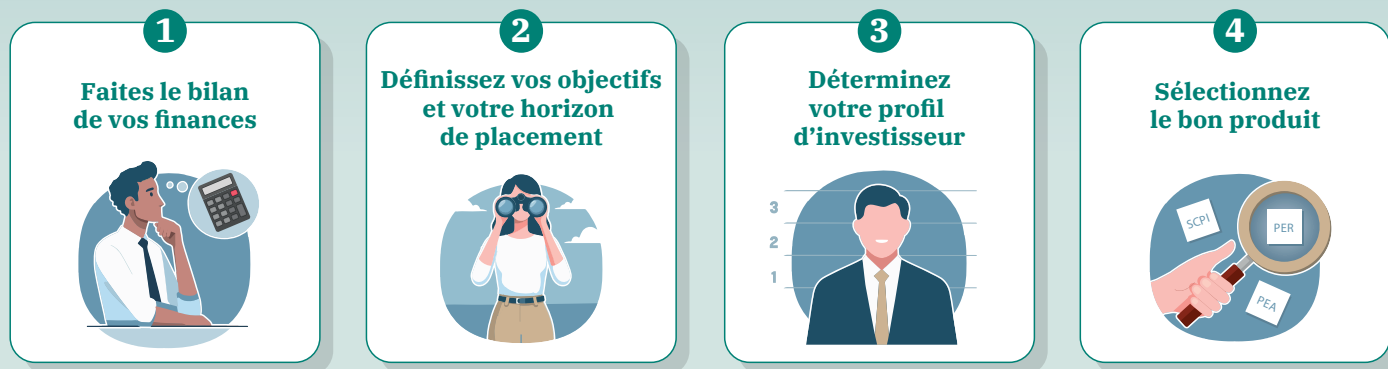 1
Faites le bilan
de vos finances
2
Définissez vos objectifs
et votre horizon
de placement
3
Déterminez
votre profil
d'investisseur
3
2
1
4
Sélectionnez
le bon produit
SCPI
PER
PEA